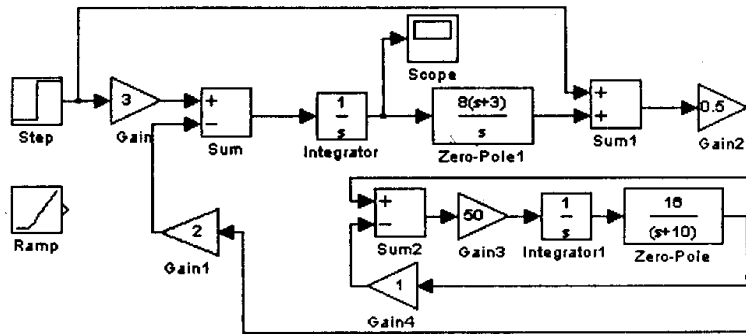 Scope
3
+
−
1
s
8(s+3)
s
+
+
0.5
Step
Gain
Sum
Integrator
Zero-Pole1
Sum1
Gain2
Ramp
2
Gain1
+
−
50
1
s
16
(s+10)
Sum2
Gain3
Integrator1
Zero-Pole
1
Gain4